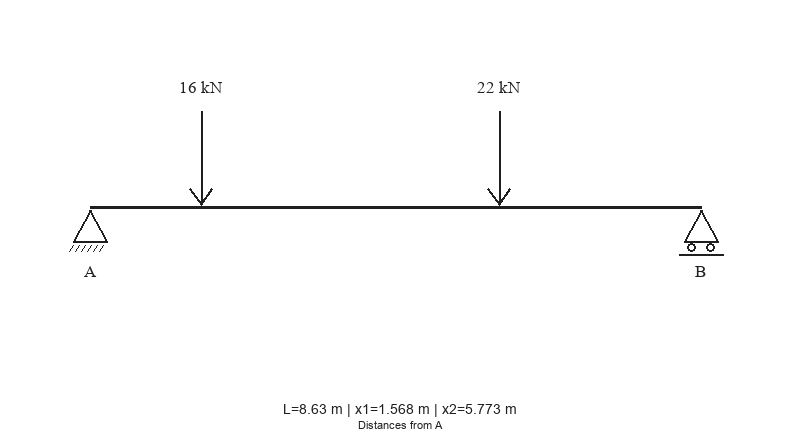 16 kN
22 kN
A
B
L=8.63 m | x1=1.568 m | x2=5.773 m
Distances from A